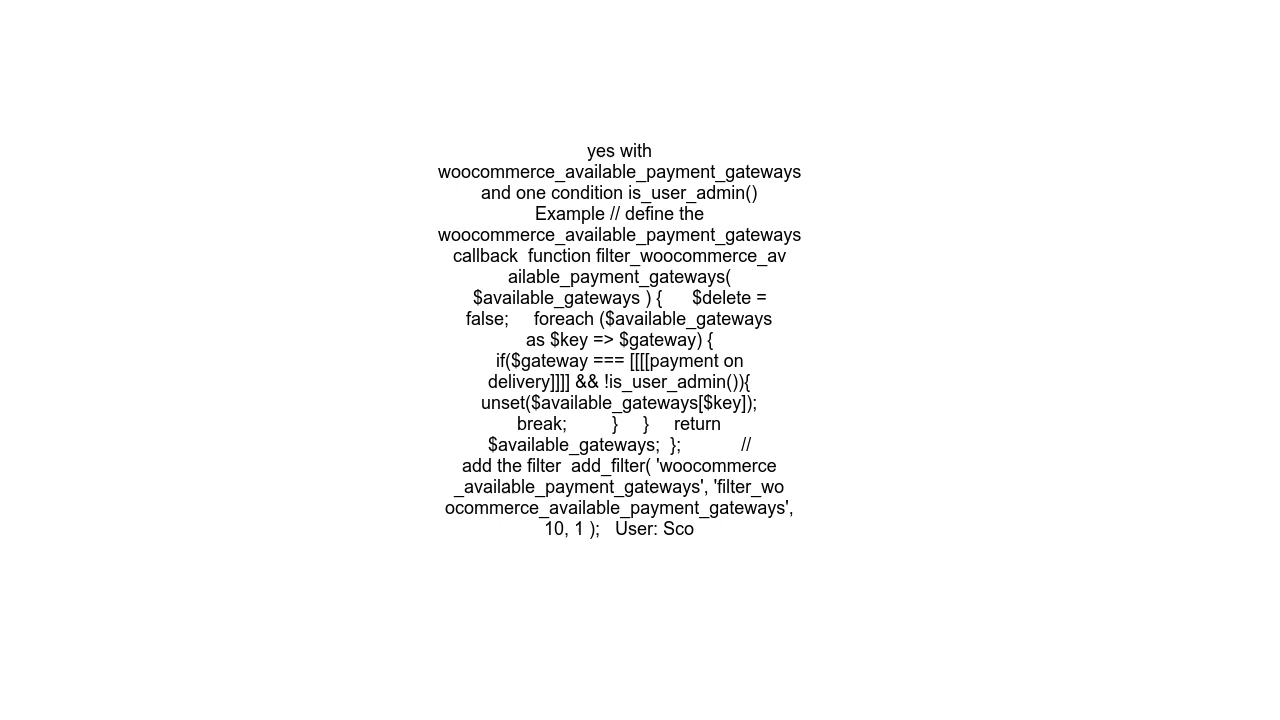 yes with
woocommerce_available_payment_gateways
and one condition is_user_admin()
Example // define the
woocommerce_available_payment_gateways
callback  function filter_woocommerce_av
ailable_payment_gateways(
$available_gateways ) {      $delete =
false;     foreach ($available_gateways
as $key => $gateway) {
if($gateway === [[[[payment on
delivery]]]] && !is_user_admin()){
unset($available_gateways[$key]);
break;         }     }     return
$available_gateways;  };            //
add the filter  add_filter( 'woocommerce
_available_payment_gateways', 'filter_wo
ocommerce_available_payment_gateways',
10, 1 );   User: Sco